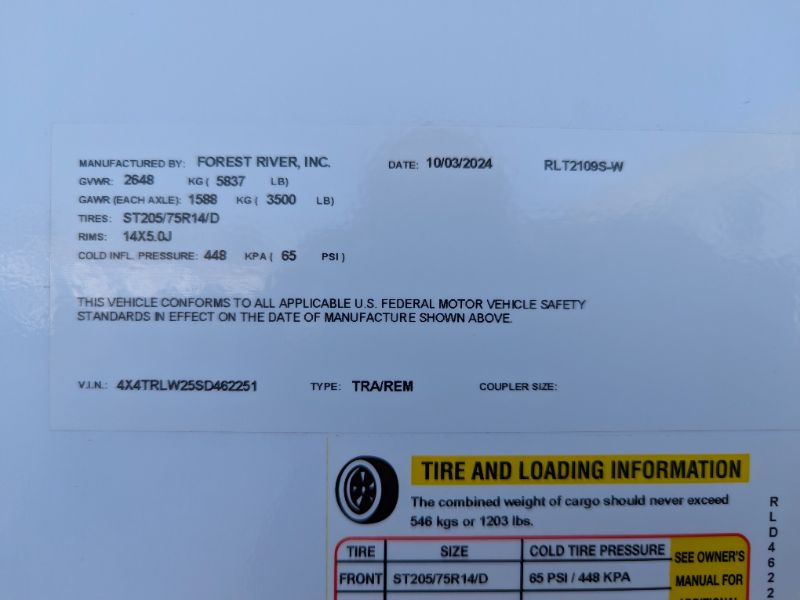 MANUFACTURED BY: FOREST RIVER, INC. DATE: 10/03/2024 RLT2109S-W
GVWR: 2648 KG ( 5837 LB)
GAWR (EACH AXLE): 1588 KG ( 3500 LB)
TIRES: ST205/75R14/D
RIMS: 14X5.0J
COLD INFL. PRESSURE: 448 KPA ( 65 PSI )
THIS VEHICLE CONFORMS TO ALL APPLICABLE U.S. FEDERAL MOTOR VEHICLE SAFETY
STANDARDS IN EFFECT ON THE DATE OF MANUFACTURE SHOWN ABOVE.
V.I.N.: 4X4TRLW25SD462251 TYPE: TRA/REM COUPLER SIZE:
TIRE AND LOADING INFORMATION
The combined weight of cargo should never exceed
546 kgs or 1203 lbs.
TIRE SIZE COLD TIRE PRESSURE SEE OWNER'S
FRONT ST205/75R14/D 65 PSI / 448 KPA MANUAL FOR
ADDITIONAL
RLD4622